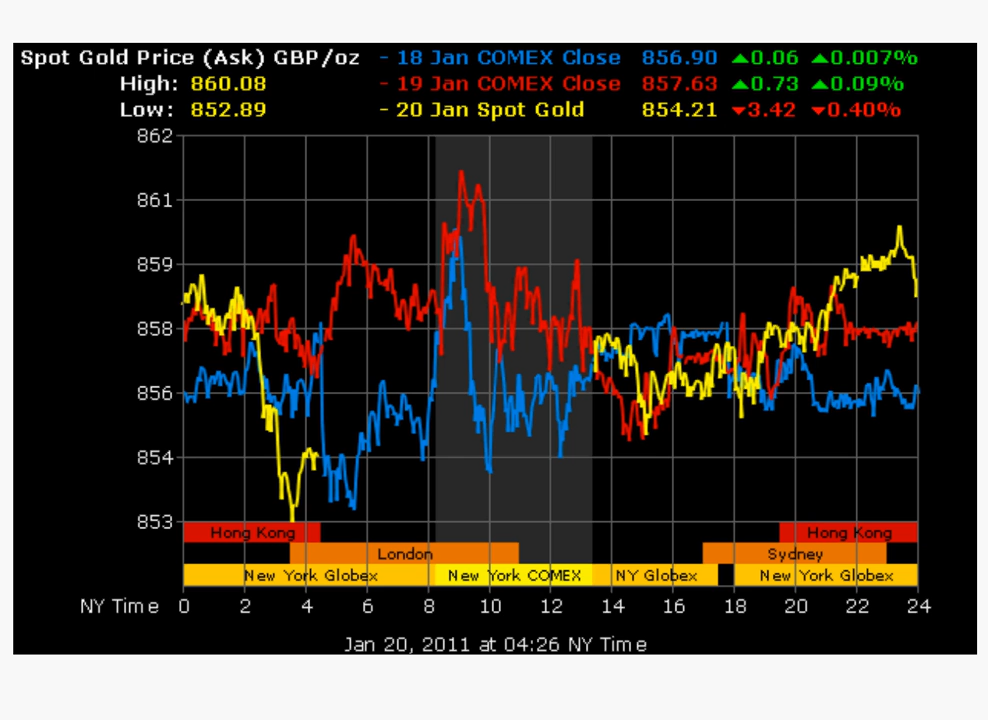 Spot Gold Price (Ask) GBP/oz - 18 Jan COMEX Close 856.90 ▲0.06 ▲0.007%
High: 860.08 - 19 Jan COMEX Close 857.63 ▲0.73 ▲0.09%
Low: 852.89 - 20 Jan Spot Gold 854.21 ▼3.42 ▼0.40%
862
861
859
858
856
854
853
Hong Kong Hong Kong
London Sydney
New York Globex New York COMEX NY Globex New York Globex
NY Time 0 2 4 6 8 10 12 14 16 18 20 22 24
Jan 20, 2011 at 04:26 NY Time